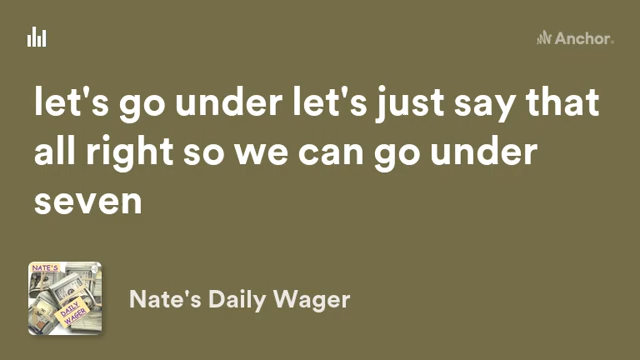 Anchor
let's go under let's just say that
all right so we can go under
seven
NATE'S
DAILY
WAGER
Nate's Daily Wager